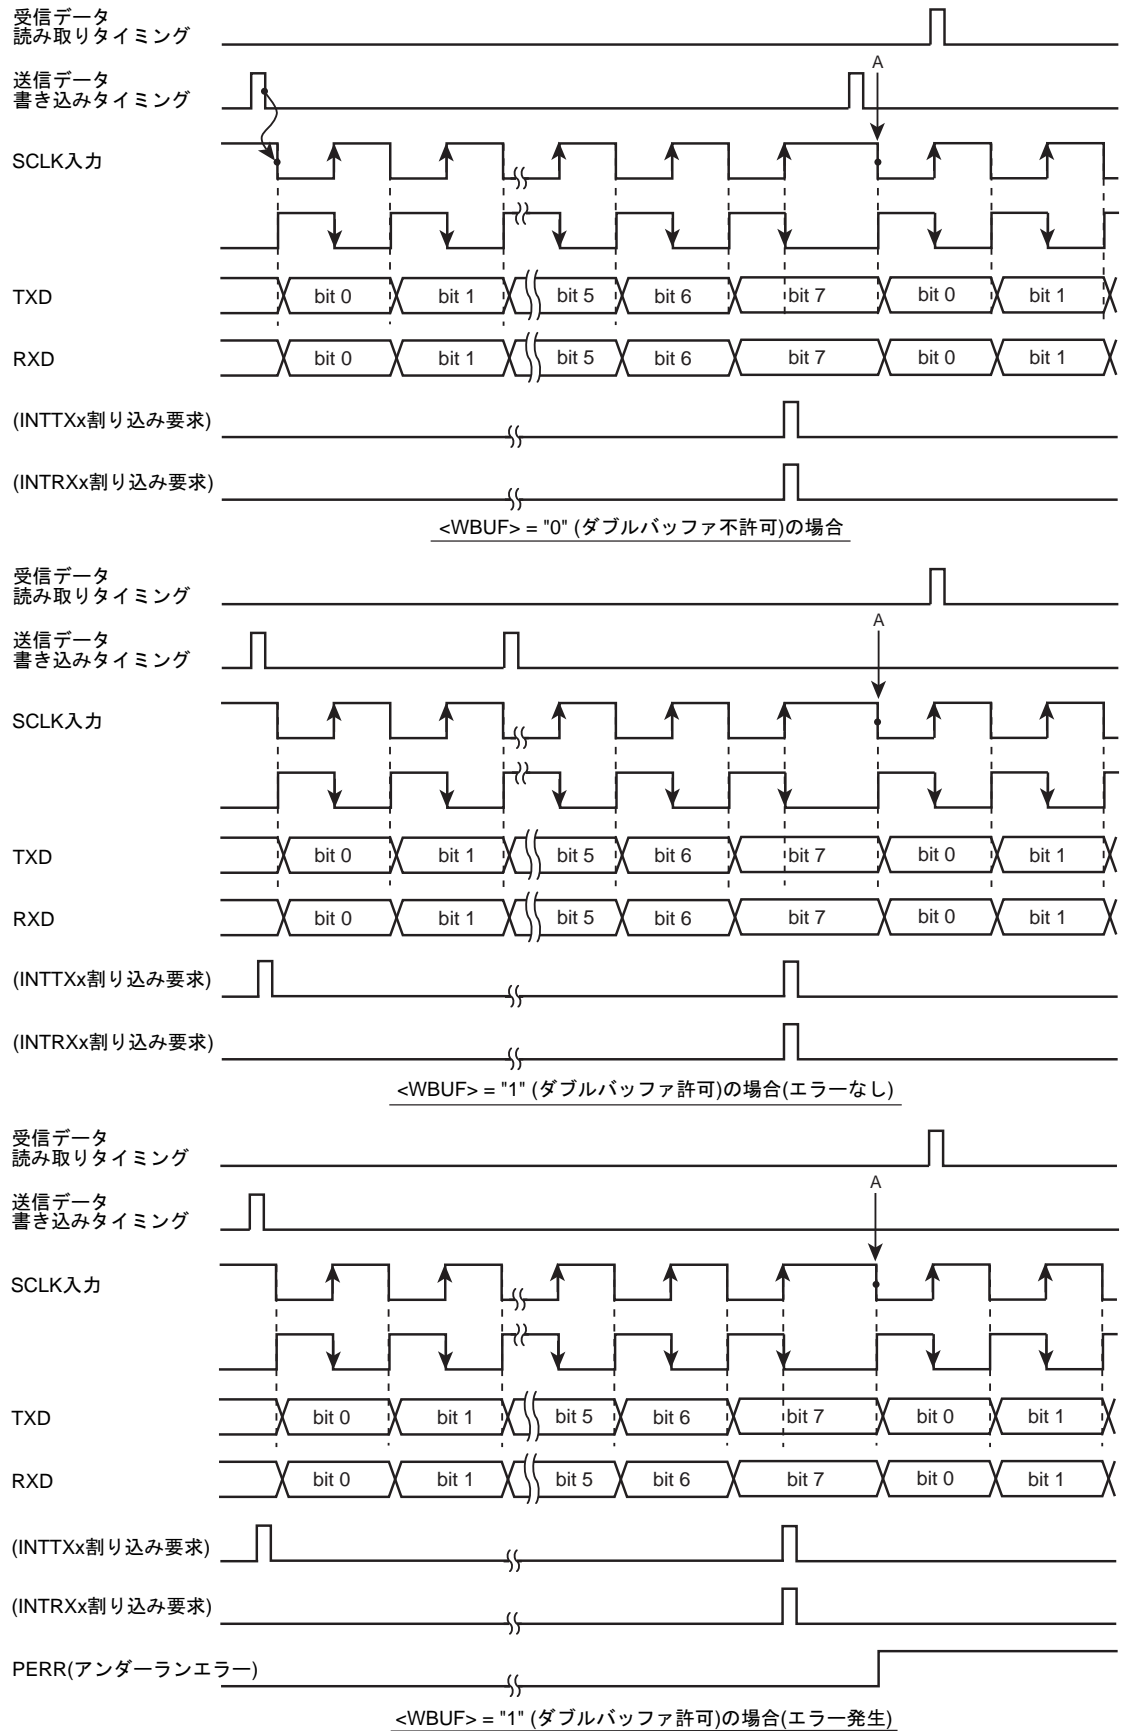 受信データ
読み取りタイミング
送信データ
書き込みタイミング
A
SCLK入力
TXD
bit 0 bit 1 bit 5 bit 6 bit 7 bit 0 bit 1
RXD
bit 0 bit 1 bit 5 bit 6 bit 7 bit 0 bit 1
(INTTXx割り込み要求)
(INTRXx割り込み要求)
<WBUF> = "0" (ダブルバッファ不許可)の場合
受信データ
読み取りタイミング
送信データ
書き込みタイミング
A
SCLK入力
TXD
bit 0 bit 1 bit 5 bit 6 bit 7 bit 0 bit 1
RXD
bit 0 bit 1 bit 5 bit 6 bit 7 bit 0 bit 1
(INTTXx割り込み要求)
(INTRXx割り込み要求)
<WBUF> = "1" (ダブルバッファ許可)の場合(エラーなし)
受信データ
読み取りタイミング
送信データ
書き込みタイミング
A
SCLK入力
TXD
bit 0 bit 1 bit 5 bit 6 bit 7 bit 0 bit 1
RXD
bit 0 bit 1 bit 5 bit 6 bit 7 bit 0 bit 1
(INTTXx割り込み要求)
(INTRXx割り込み要求)
PERR(アンダーランエラー)
<WBUF> = "1" (ダブルバッファ許可)の場合(エラー発生)